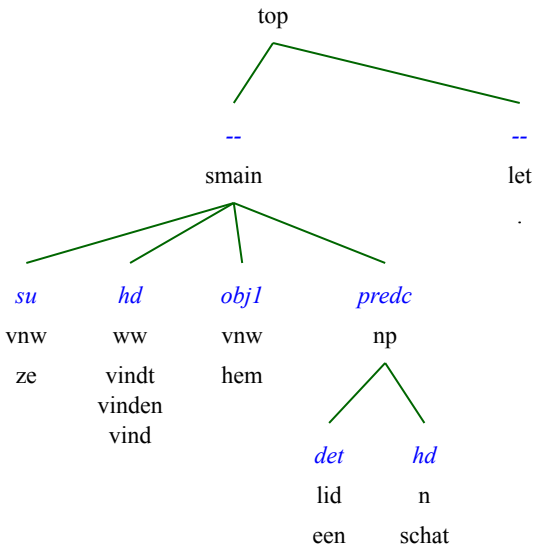 top
-- --
smain let
.
su hd obj1 predc
vnw ww vnw np
ze vindt hem
vinden
vind
det hd
lid n
een schat